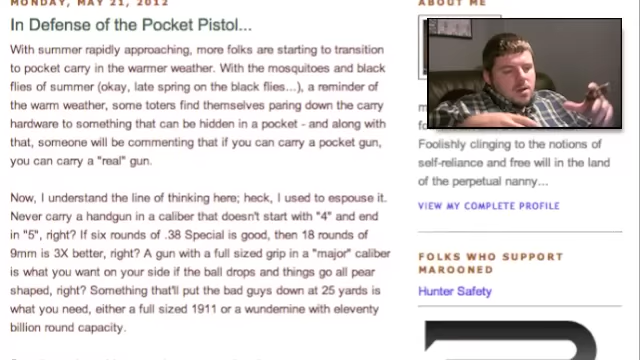 MONDAY, MAY 21, 2012
In Defense of the Pocket Pistol...
With summer rapidly approaching, more folks are starting to transition
to pocket carry in the warmer weather. With the mosquitoes and black
flies of summer (okay, late spring on the black flies...), a reminder of
the warm weather, some toters find themselves paring down the carry
hardware to something that can be hidden in a pocket - and along with
that, someone will be commenting that if you can carry a pocket gun,
you can carry a "real" gun.
Now, I understand the line of thinking here; heck, I used to espouse it.
Never carry a handgun in a caliber that doesn't start with "4" and end
in "5", right? If six rounds of .38 Special is good, then 18 rounds of
9mm is 3X better, right? A gun with a full sized grip in a "major" caliber
is what you want on your side if the ball drops and things go all pear
shaped, right? Something that'll put the bad guys down at 25 yards is
what you need, either a full sized 1911 or a wundernine with eleventy
billion round capacity.
ABOUT ME
Foolishly clinging to the notions of
self-reliance and free will in the land
of the perpetual nanny...
VIEW MY COMPLETE PROFILE
FOLKS WHO SUPPORT
MAROONED
Hunter Safety